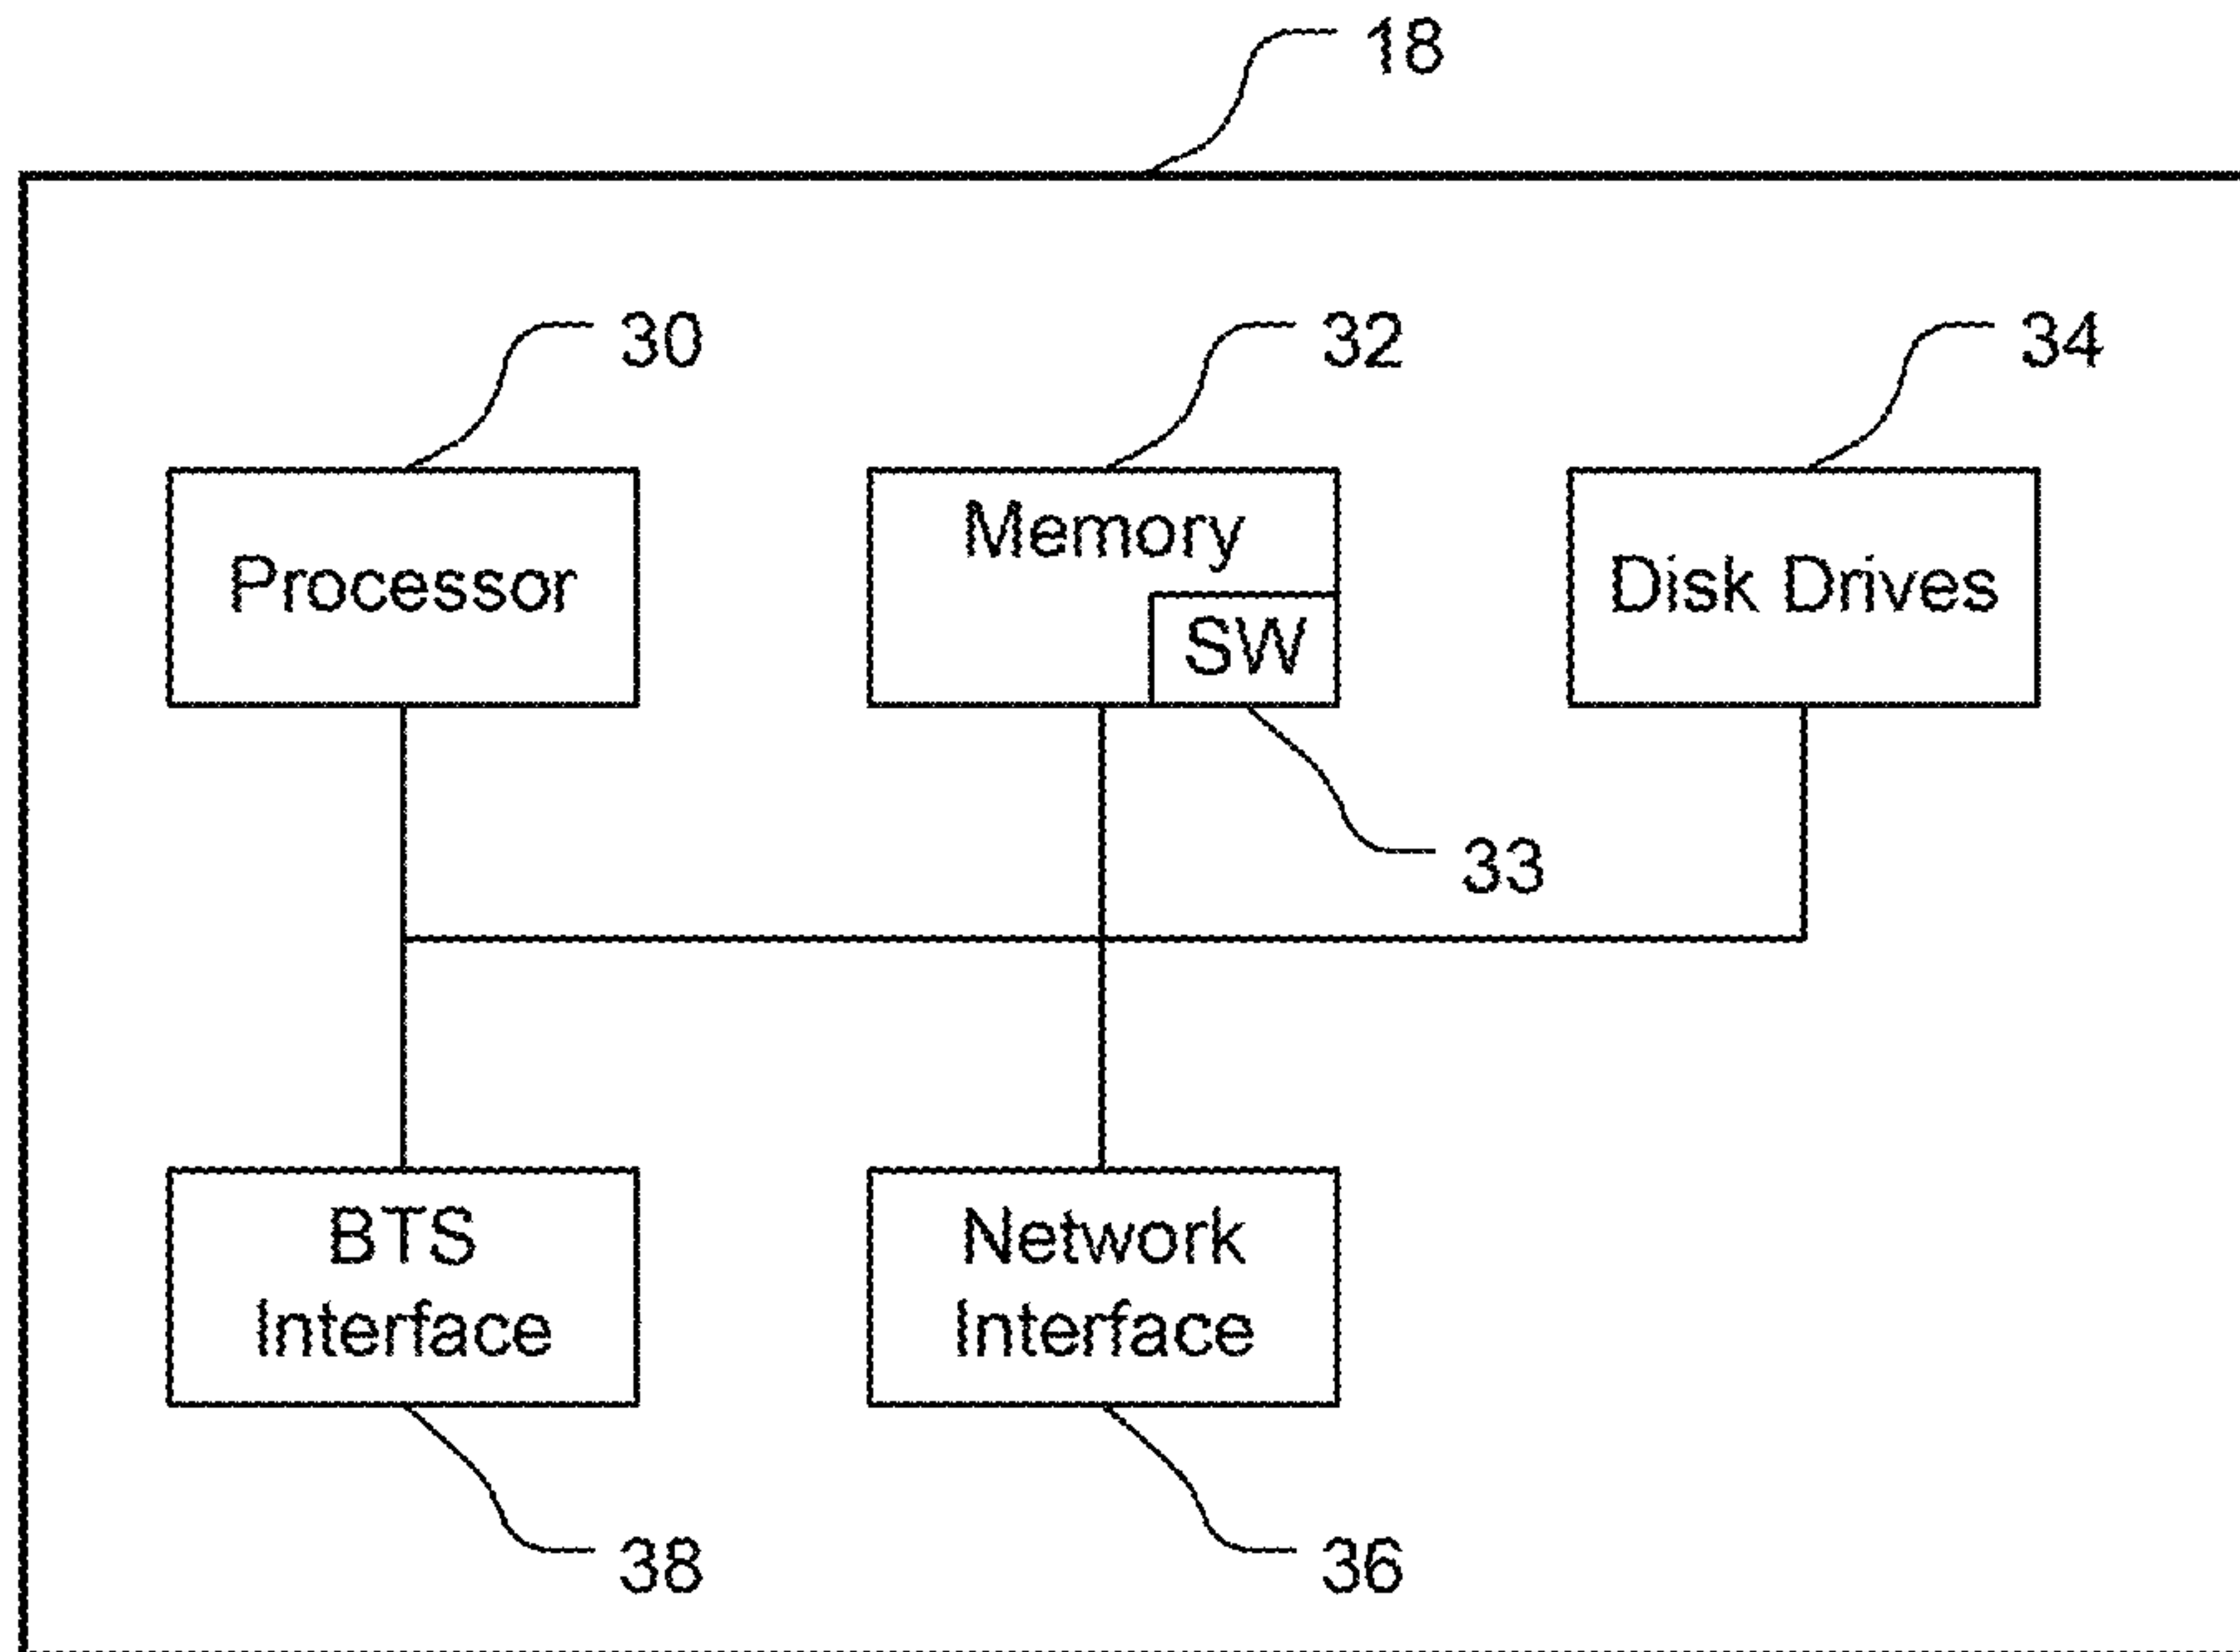 18
30
32
34
Processor
Memory
SW
Disk Drives
33
BTS
Interface
Network
Interface
38
36